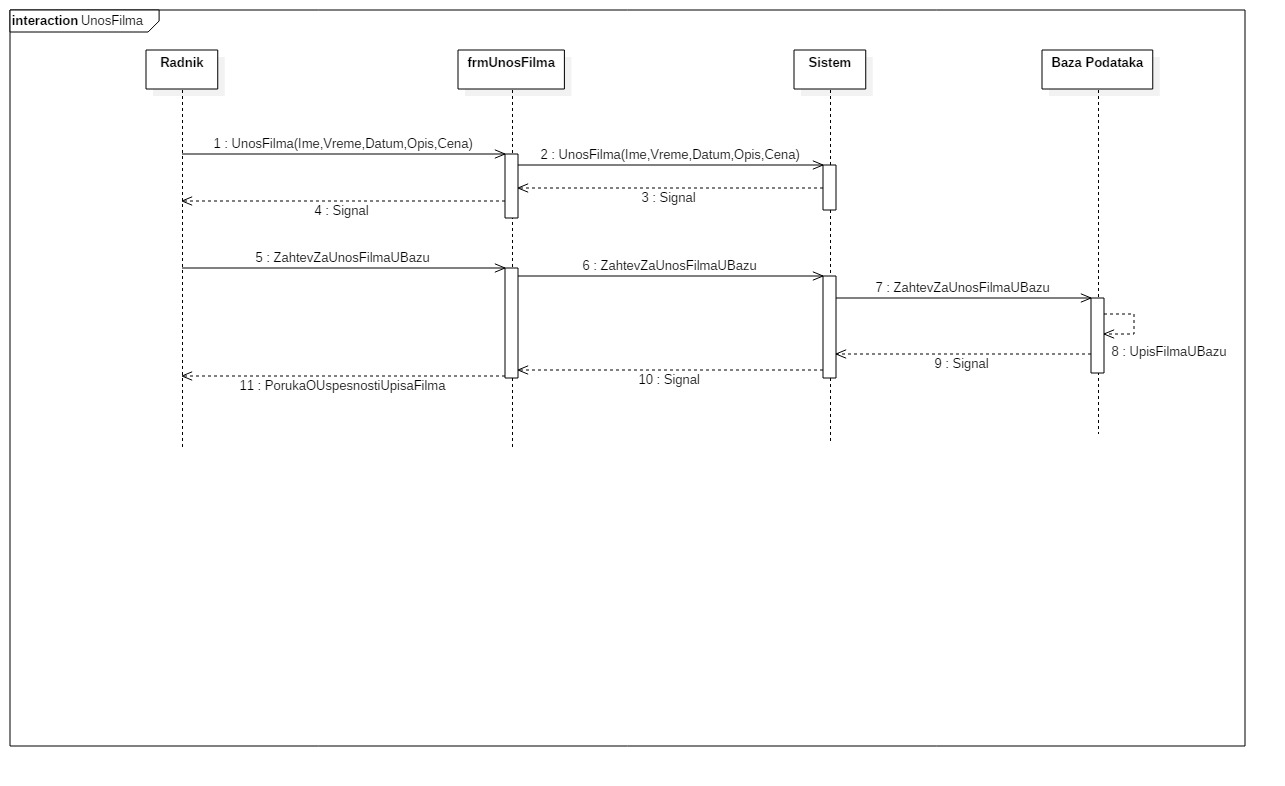 interaction UnosFilma
Radnik
frmUnosFilma
Sistem
Baza Podataka
1 : UnosFilma(Ime,Vreme,Datum,Opis,Cena)
2 : UnosFilma(Ime,Vreme,Datum,Opis,Cena)
3 : Signal
4 : Signal
5 : ZahtevZaUnosFilmaUBazu
6 : ZahtevZaUnosFilmaUBazu
7 : ZahtevZaUnosFilmaUBazu
8 : UpisFilmaUBazu
9 : Signal
10 : Signal
11 : PorukaOUspesnostiUpisaFilma